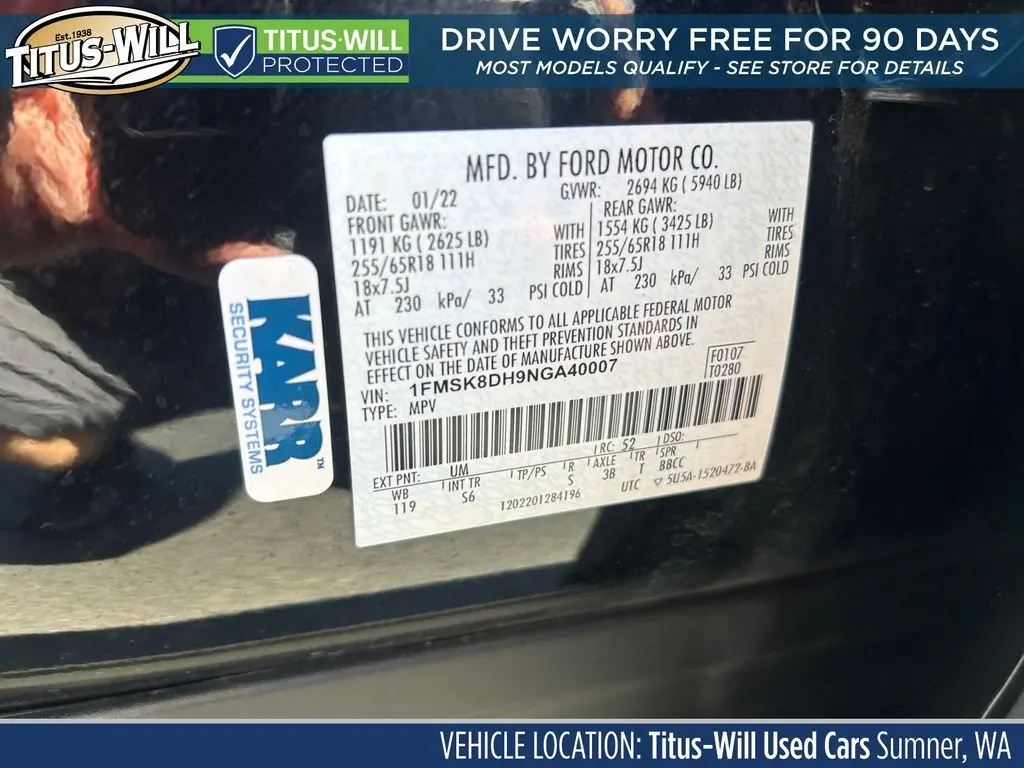 Est. 1938
TITUS-WILL
TITUS-WILL
PROTECTED
DRIVE WORRY FREE FOR 90 DAYS
MOST MODELS QUALIFY - SEE STORE FOR DETAILS
MFD. BY FORD MOTOR CO.
DATE: 01/22 GVWR: 2694 KG ( 5940 LB)
FRONT GAWR: REAR GAWR:
1191 KG ( 2625 LB) WITH 1554 KG ( 3425 LB) WITH
255/65R18 111H TIRES 255/65R18 111H TIRES
18x7.5J RIMS 18x7.5J RIMS
AT 230 kPa/ 33 PSI COLD AT 230 kPa/ 33 PSI COLD
THIS VEHICLE CONFORMS TO ALL APPLICABLE FEDERAL MOTOR
VEHICLE SAFETY AND THEFT PREVENTION STANDARDS IN
EFFECT ON THE DATE OF MANUFACTURE SHOWN ABOVE.
VIN: 1FMSK8DH9NGA40007 F0107
TYPE: MPV T0280
EXT PNT: UM RC: 52 DSO:
WB INT TR TP/PS R AXLE TR SPR
119 S6 S 3B T BBCC
1202201284196 UTC ▽ 5U5A-1520472-BA
KARR™
SECURITY SYSTEMS
VEHICLE LOCATION: Titus-Will Used Cars Sumner, WA